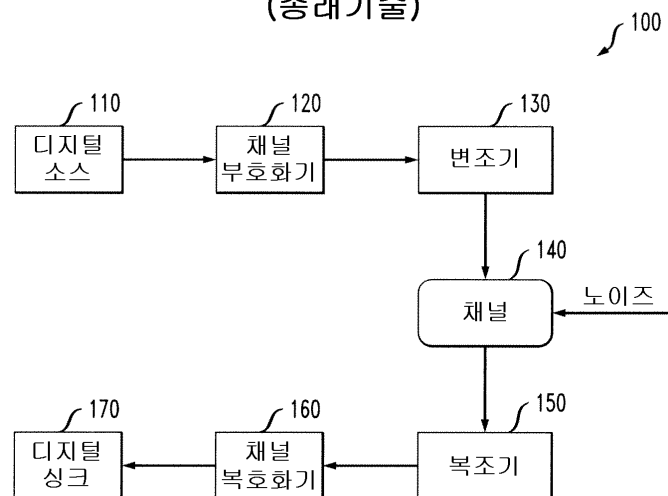 (종래기술)
100
110
120
130
디지털
소스
채널
부호화기
변조기
140
채널
노이즈
170
160
150
디지털
싱크
채널
복호화기
복조기